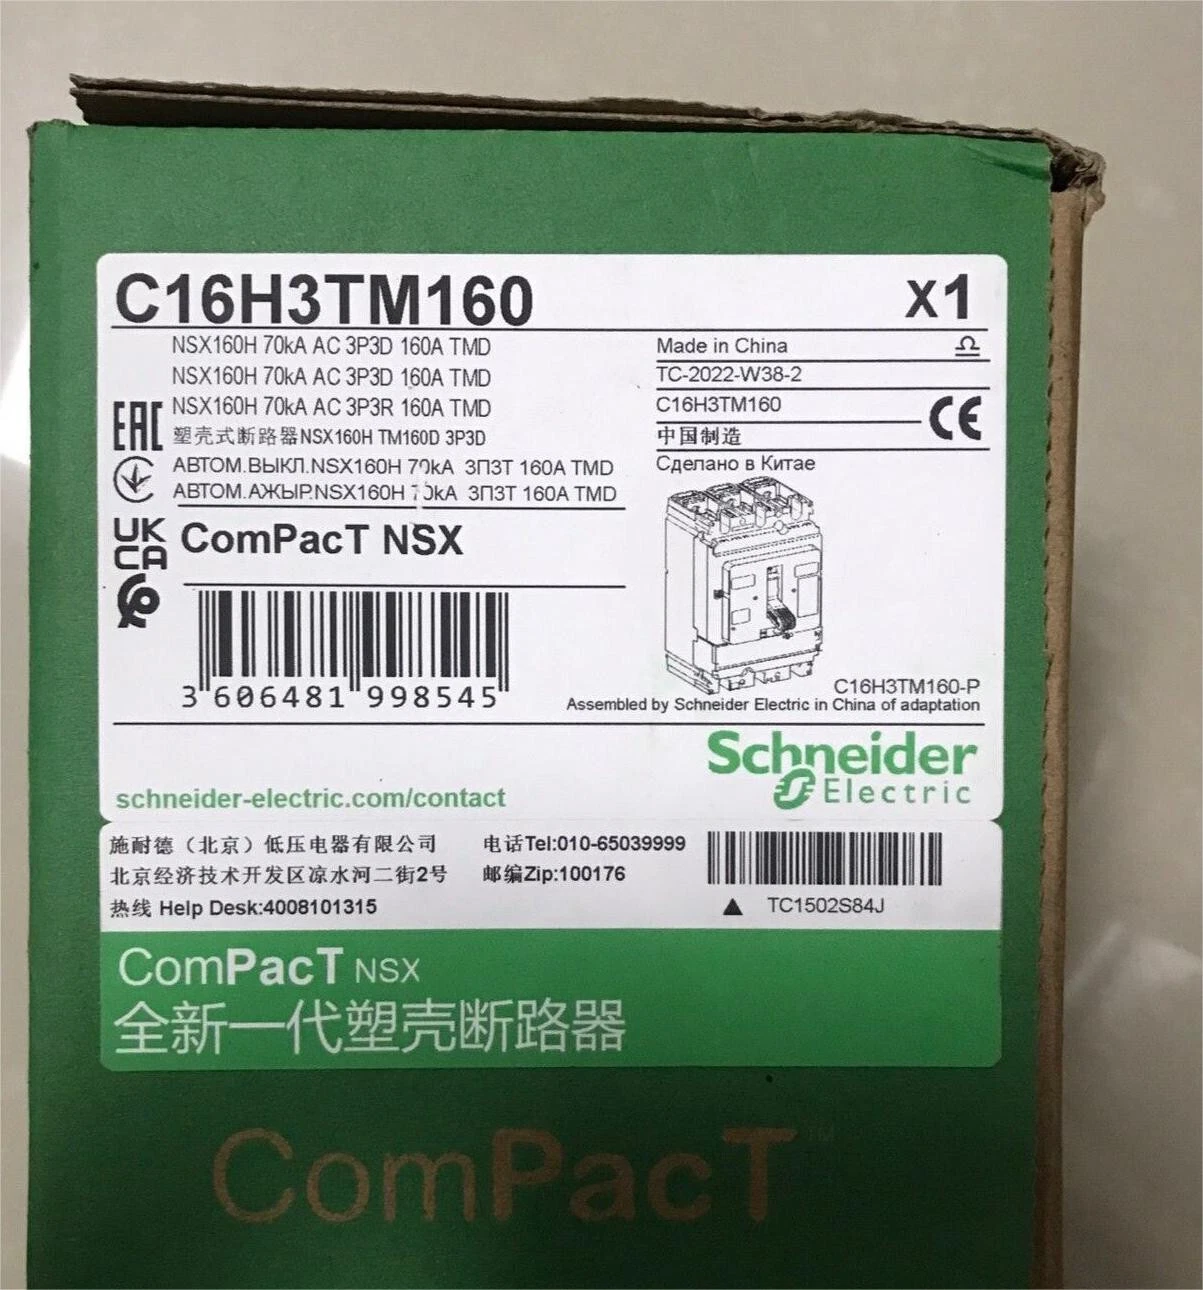 C16H3TM160
X1
NSX160H 70kA AC 3P3D 160A TMD
NSX160H 70kA AC 3P3D 160A TMD
NSX160H 70kA AC 3P3R 160A TMD
塑壳式断路器NSX160H TM160D 3P3D
АВТОМ.ВЫКЛ.NSX160H 70kA 3П3Т 160A TMD
АВТОМ.АЖЫР.NSX160H 70kA 3П3Т 160A TMD
EAC
UK
CA
Made in China
TC-2022-W38-2
C16H3TM160
CE
中国制造
Сделано в Китае
ComPacT NSX
3 606481 998545
C16H3TM160-P
Assembled by Schneider Electric in China of adaptation
Schneider
Electric
schneider-electric.com/contact
施耐德（北京）低压电器有限公司
电话Tel:010-65039999
北京经济技术开发区凉水河二街2号
邮编Zip:100176
热线 Help Desk:4008101315
TC1502S84J
ComPacT NSX
全新一代塑壳断路器
ComPacT™